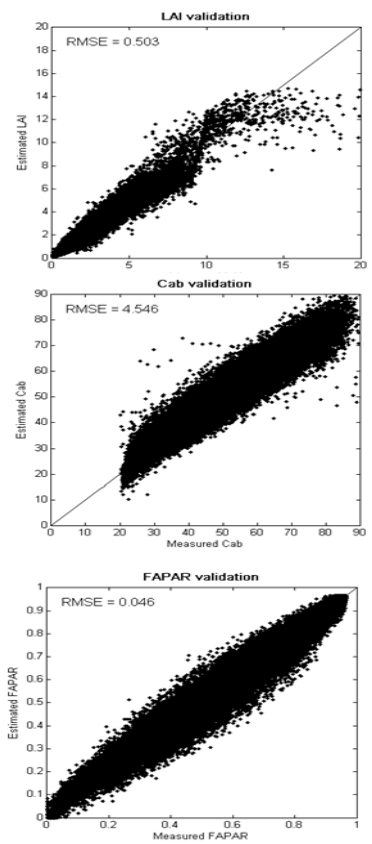 LAI validation
RMSE = 0.503
Estimated LAI
20
18
16
14
12
10
8
6
4
2
0
0 5 10 15 20
Cab validation
RMSE = 4.546
Estimated Cab
90
80
70
60
50
40
30
20
10
0
0 10 20 30 40 50 60 70 80 90
Measured Cab
FAPAR validation
RMSE = 0.046
Estimated FAPAR
1
0.9
0.8
0.7
0.6
0.5
0.4
0.3
0.2
0.1
0
0 0.2 0.4 0.6 0.8 1
Measured FAPAR